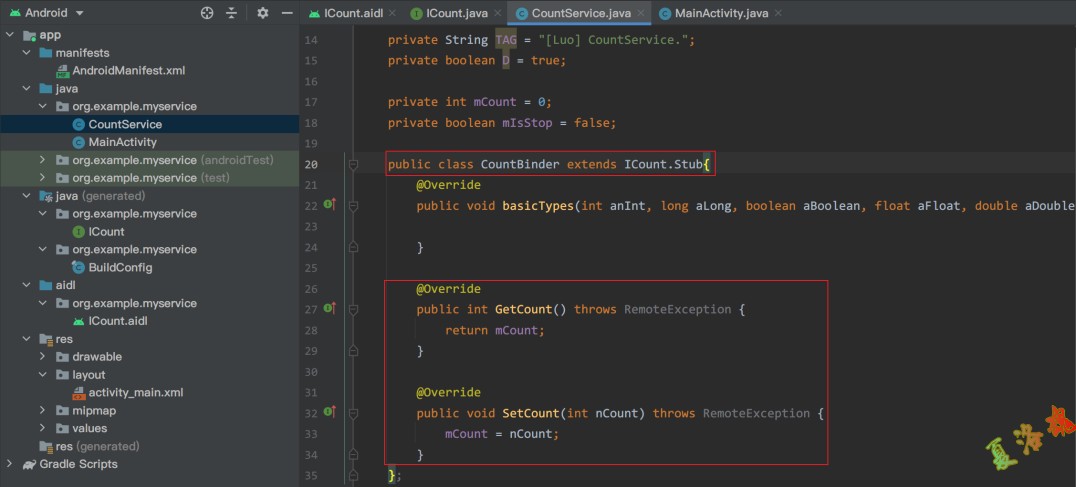 Android
ICount.aidl
ICount.java
CountService.java
MainActivity.java
app
manifests
AndroidManifest.xml
java
org.example.myservice
CountService
MainActivity
org.example.myservice (androidTest)
org.example.myservice (test)
java (generated)
org.example.myservice
ICount
org.example.myservice
BuildConfig
aidl
org.example.myservice
ICount.aidl
res
drawable
layout
activity_main.xml
mipmap
values
res (generated)
Gradle Scripts
14 private String TAG = "[Luo] CountService.";
15 private boolean D = true;
16
17 private int mCount = 0;
18 private boolean mIsStop = false;
19
20 public class CountBinder extends ICount.Stub{
21 @Override
22 public void basicTypes(int anInt, long aLong, boolean aBoolean, float aFloat, double aDouble
23
24 }
25
26 @Override
27 public int GetCount() throws RemoteException {
28 return mCount;
29 }
30
31 @Override
32 public void SetCount(int nCount) throws RemoteException {
33 mCount = nCount;
34 }
35 };